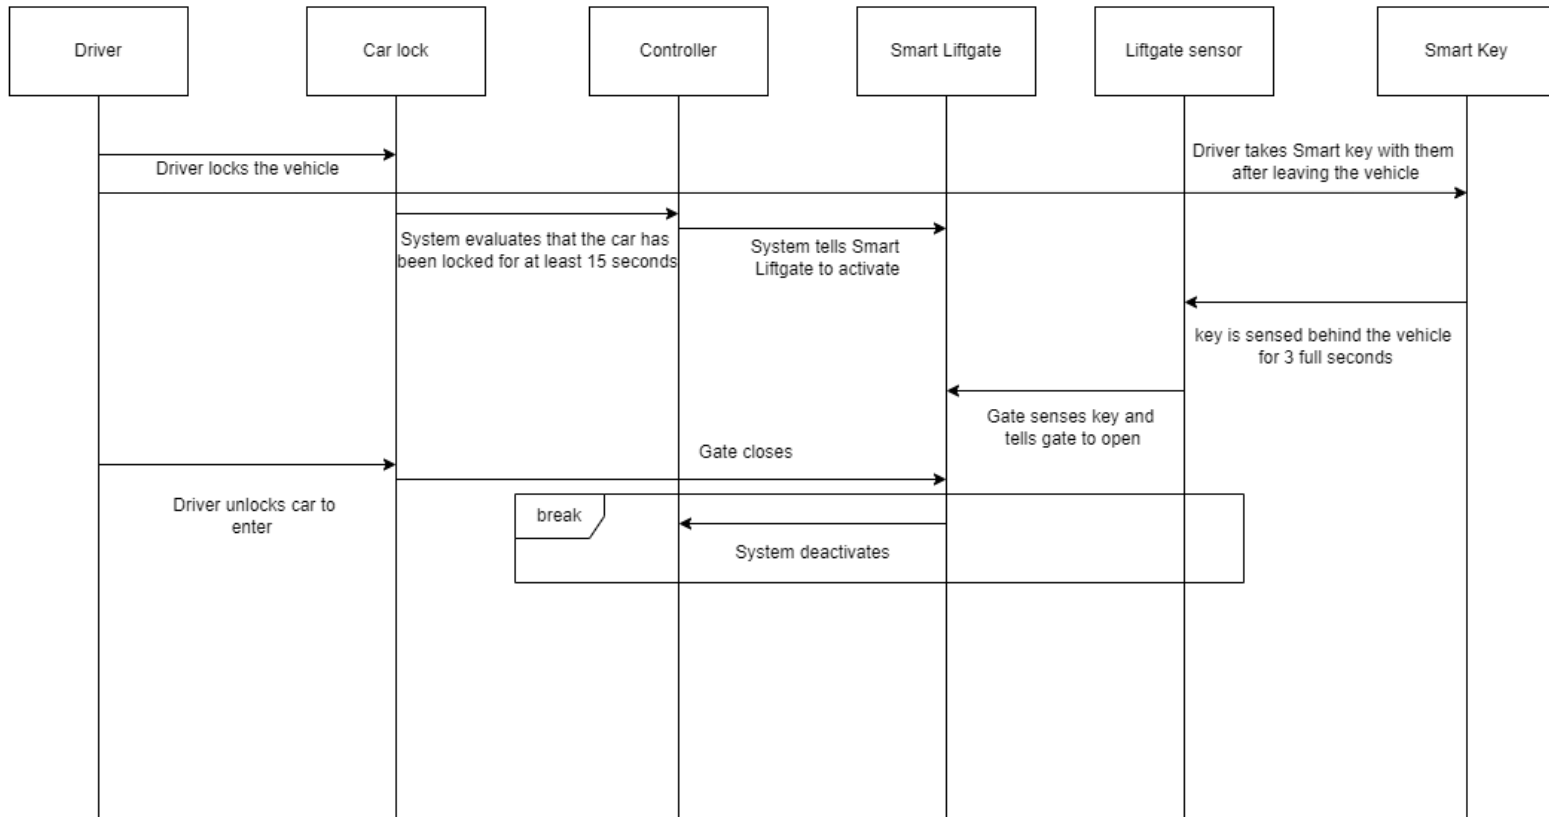 Driver
Car lock
Controller
Smart Liftgate
Liftgate sensor
Smart Key
Driver locks the vehicle
Driver takes Smart key with them
after leaving the vehicle
System evaluates that the car has
been locked for at least 15 seconds
System tells Smart
Liftgate to activate
key is sensed behind the vehicle
for 3 full seconds
Gate senses key and
tells gate to open
Gate closes
Driver unlocks car to
enter
break
System deactivates